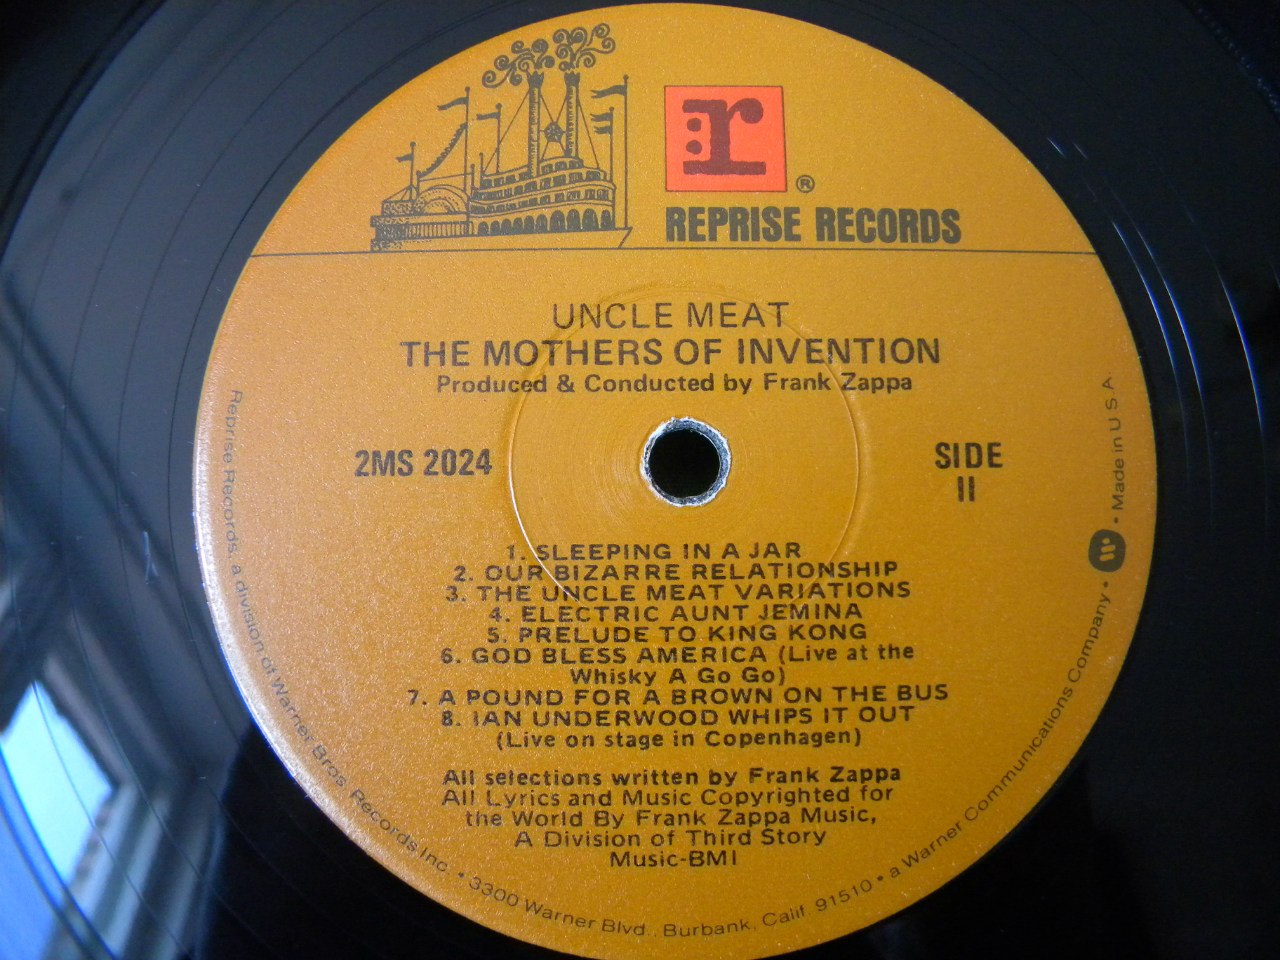 r
®
REPRISE RECORDS
UNCLE MEAT
THE MOTHERS OF INVENTION
Produced & Conducted by Frank Zappa
2MS 2024
SIDE
II
1. SLEEPING IN A JAR
2. OUR BIZARRE RELATIONSHIP
3. THE UNCLE MEAT VARIATIONS
4. ELECTRIC AUNT JEMINA
5. PRELUDE TO KING KONG
6. GOD BLESS AMERICA (Live at the
Whisky A Go Go)
7. A POUND FOR A BROWN ON THE BUS
8. IAN UNDERWOOD WHIPS IT OUT
(Live on stage in Copenhagen)
All selections written by Frank Zappa
All Lyrics and Music Copyrighted for
the World By Frank Zappa Music,
A Division of Third Story
Music-BMI
Reprise Records, a division of Warner Bros. Records Inc. • 3300 Warner Blvd., Burbank, Calif. 91510 • a Warner Communications Company • • Made in U.S.A.